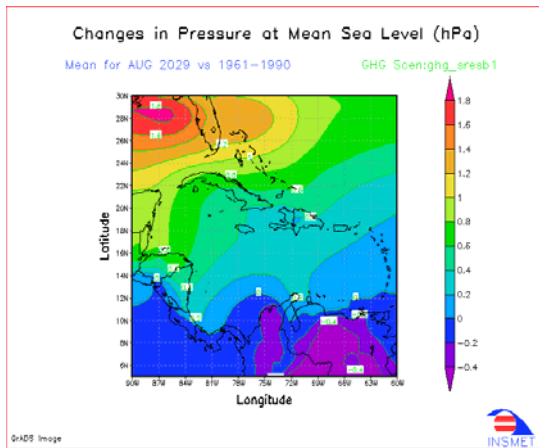 Changes in Pressure at Mean Sea Level (hPa)
Mean for AUG 2029 vs 1961-1990 GHG Scen:ghg_sresb1
30N
28N
26N
24N
22N
20N
18N
16N
14N
12N
10N
8N
6N
Latitude
90W 87W 84W 81W 78W 75W 72W 69W 66W 63W 60W
Longitude
1.8
1.6
1.4
1.2
1
0.8
0.6
0.4
0.2
0
-0.2
-0.4
GrADS Image
INSMET